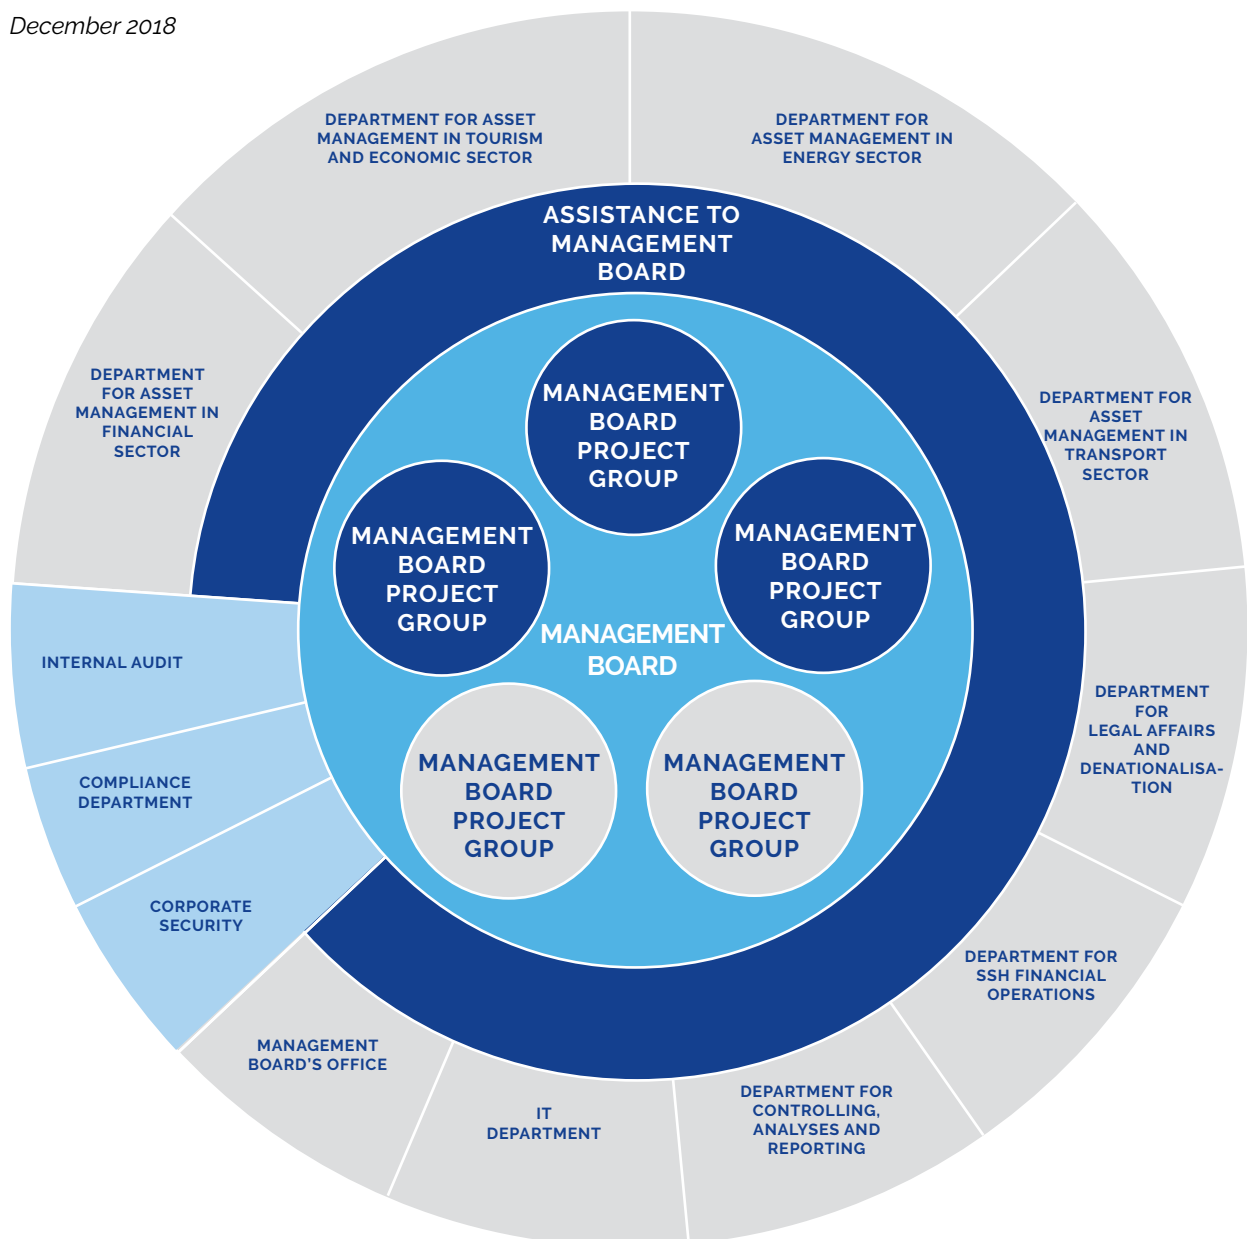 December 2018
DEPARTMENT FOR ASSET
MANAGEMENT IN TOURISM
AND ECONOMIC SECTOR
DEPARTMENT FOR
ASSET MANAGEMENT IN
ENERGY SECTOR
ASSISTANCE TO
MANAGEMENT
BOARD
DEPARTMENT
FOR ASSET
MANAGEMENT IN
FINANCIAL
SECTOR
MANAGEMENT
BOARD
PROJECT
GROUP
DEPARTMENT FOR
ASSET
MANAGEMENT IN
TRANSPORT
SECTOR
MANAGEMENT
BOARD
PROJECT
GROUP
MANAGEMENT
BOARD
PROJECT
GROUP
MANAGEMENT
BOARD
INTERNAL AUDIT
DEPARTMENT
FOR
LEGAL AFFAIRS
AND
DENATIONALISA-
TION
COMPLIANCE
DEPARTMENT
MANAGEMENT
BOARD
PROJECT
GROUP
MANAGEMENT
BOARD
PROJECT
GROUP
CORPORATE
SECURITY
DEPARTMENT FOR
SSH FINANCIAL
OPERATIONS
MANAGEMENT
BOARD'S OFFICE
IT
DEPARTMENT
DEPARTMENT FOR
CONTROLLING,
ANALYSES AND
REPORTING